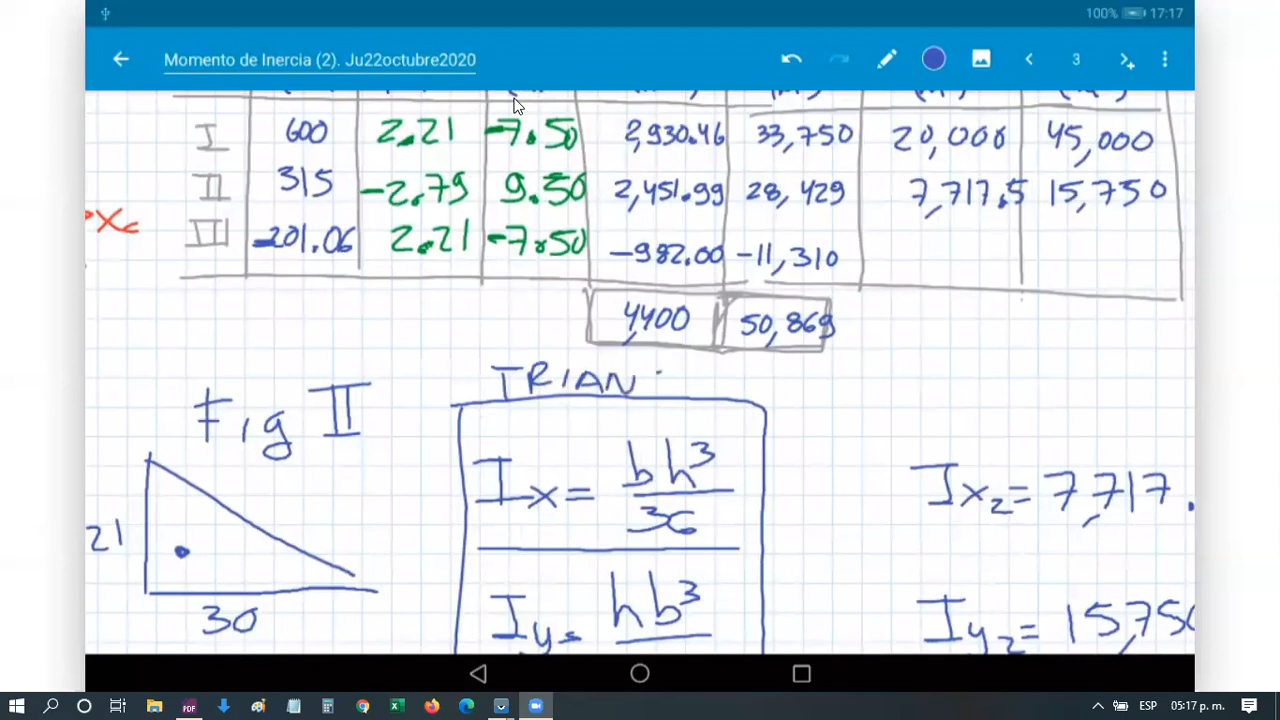 100% 17:17
Momento de Inercia (2). Ju22octubre2020
3
I 600 2.21 -7.50 2,930.46 33,750 20,000 45,000
II 315 -2.79 9.50 2,451.99 28,429 7,717.5 15,750
Xc
III -201.06 2.21 -7.50 -982.00 -11,310
4,400 50,869
TRIAN
Fig II
Ix = bh³
36
Ix2 = 7,717.
21
30
Iy = hb³
Iy2 = 15,750
ESP 05:17 p. m.